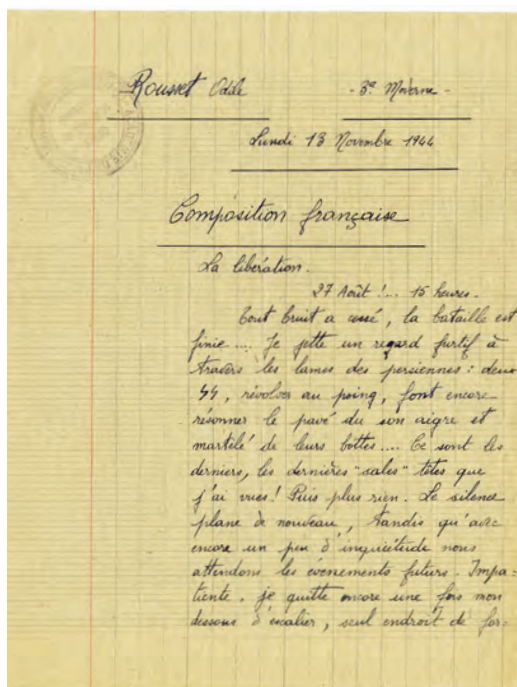 Rousset Odile - 3e Moderne -
Lundi 13 Novembre 1944
Composition française
La libération.
27 Août !... 15 heures.
Tout bruit a cessé, la bataille est
finie .... Je jette un regard furtif à
travers les lames des persiennes : deux
SS, révolver au poing, font encore
résonner le pavé du son aigre et
martelé de leurs bottes .... Ce sont les
derniers, les dernières "sales" têtes que
j'ai vues ! Puis plus rien. Le silence
plane de nouveau, tandis qu'avec
encore un peu d'inquiétude nous
attendons les évènements futurs. Impa=
tiente, je quitte encore une fois mon
dessous d'escalier, seul endroit de for=